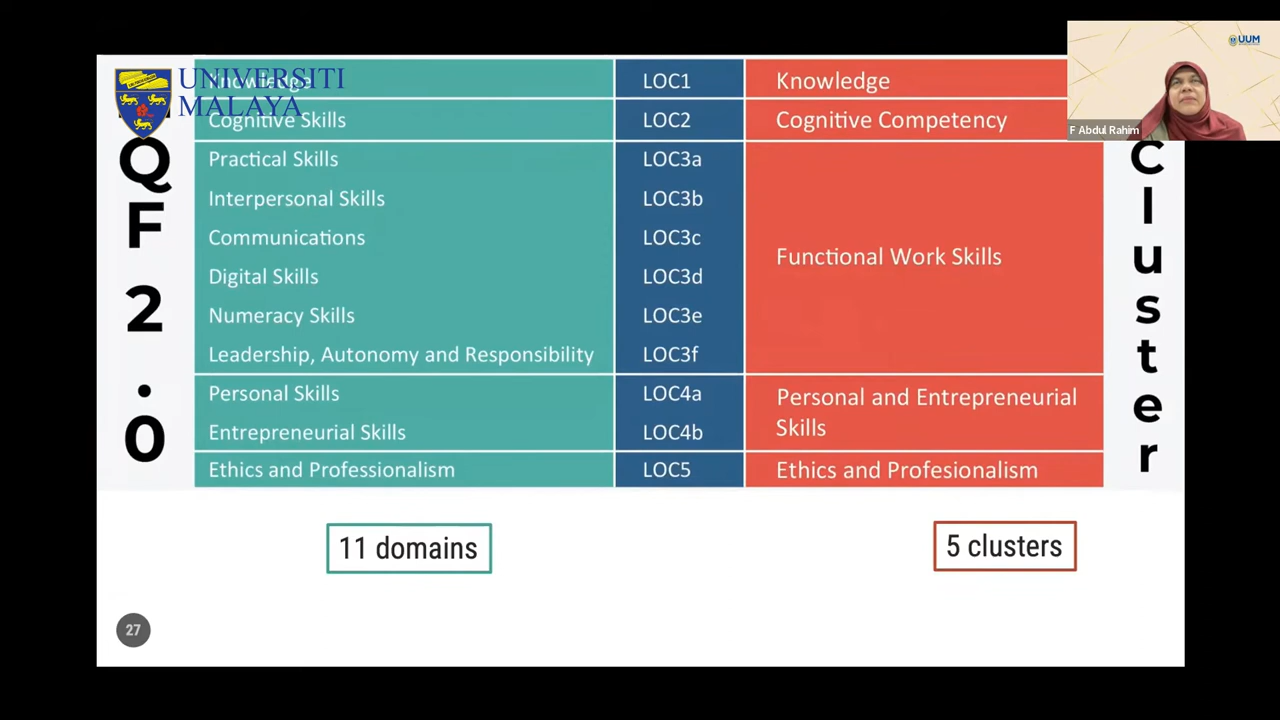 UNIVERSITI
MALAYA
UUM
F Abdul Rahim
Q
F
2
.
0
Knowledge LOC1 Knowledge
Cognitive Skills LOC2 Cognitive Competency
Practical Skills LOC3a
Interpersonal Skills LOC3b
Communications LOC3c
Digital Skills LOC3d
Numeracy Skills LOC3e
Leadership, Autonomy and Responsibility LOC3f
Functional Work Skills
Personal Skills LOC4a
Entrepreneurial Skills LOC4b
Personal and Entrepreneurial
Skills
Ethics and Professionalism LOC5 Ethics and Profesionalism
C
l
u
s
t
e
r
11 domains
5 clusters
27